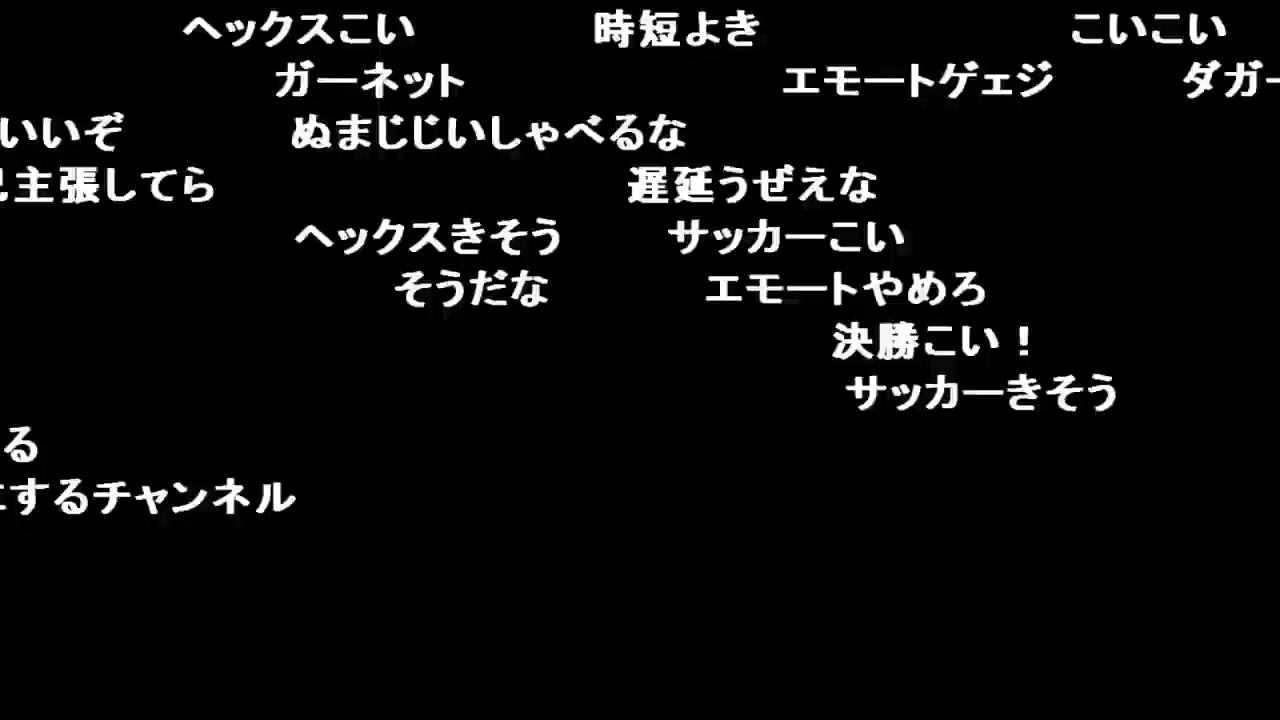 ヘックスこい 時短よき こいこい
ガーネット エモートゲェジ ダガー
いいぞ ぬまじじいしゃべるな
主張してら 遅延うぜえな
ヘックスきそう サッカーこい
そうだな エモートやめろ
決勝こい！
サッカーきそう
る
するチャンネル